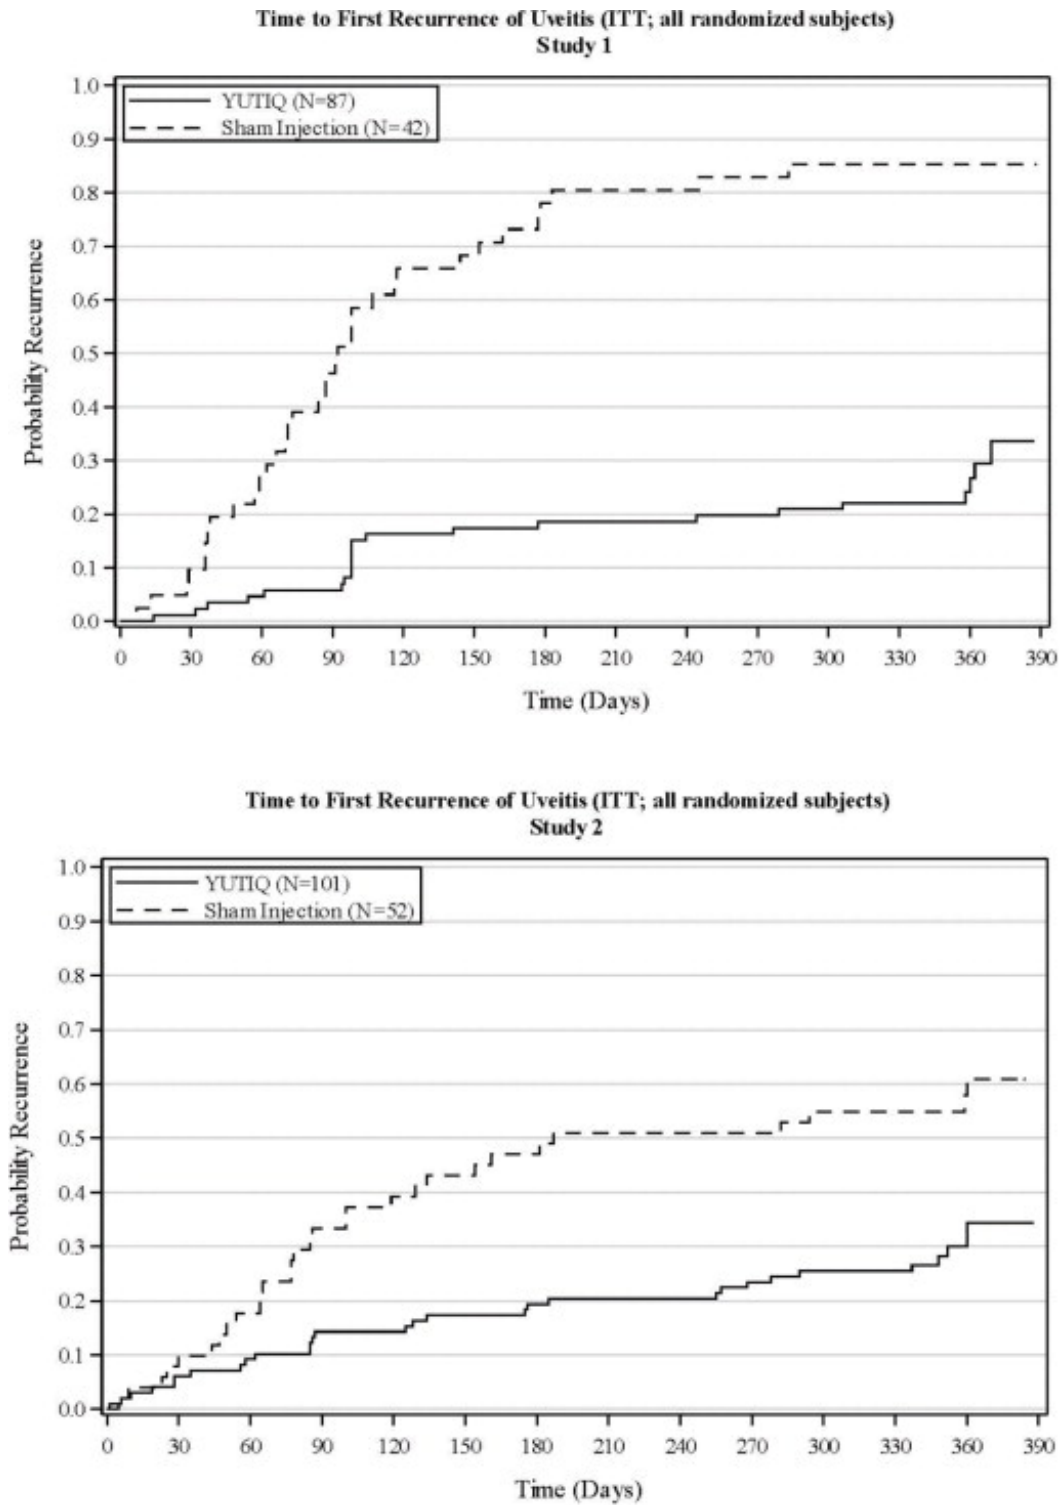 Time to First Recurrence of Uveitis (ITT; all randomized subjects)
Study 1
1.0
0.9
0.8
0.7
0.6
0.5
0.4
0.3
0.2
0.1
0.0
Probability Recurrence
YUTIQ (N=87)
Sham Injection (N=42)
0 30 60 90 120 150 180 210 240 270 300 330 360 390
Time (Days)
Time to First Recurrence of Uveitis (ITT; all randomized subjects)
Study 2
1.0
0.9
0.8
0.7
0.6
0.5
0.4
0.3
0.2
0.1
0.0
Probability Recurrence
YUTIQ (N=101)
Sham Injection (N=52)
0 30 60 90 120 150 180 210 240 270 300 330 360 390
Time (Days)